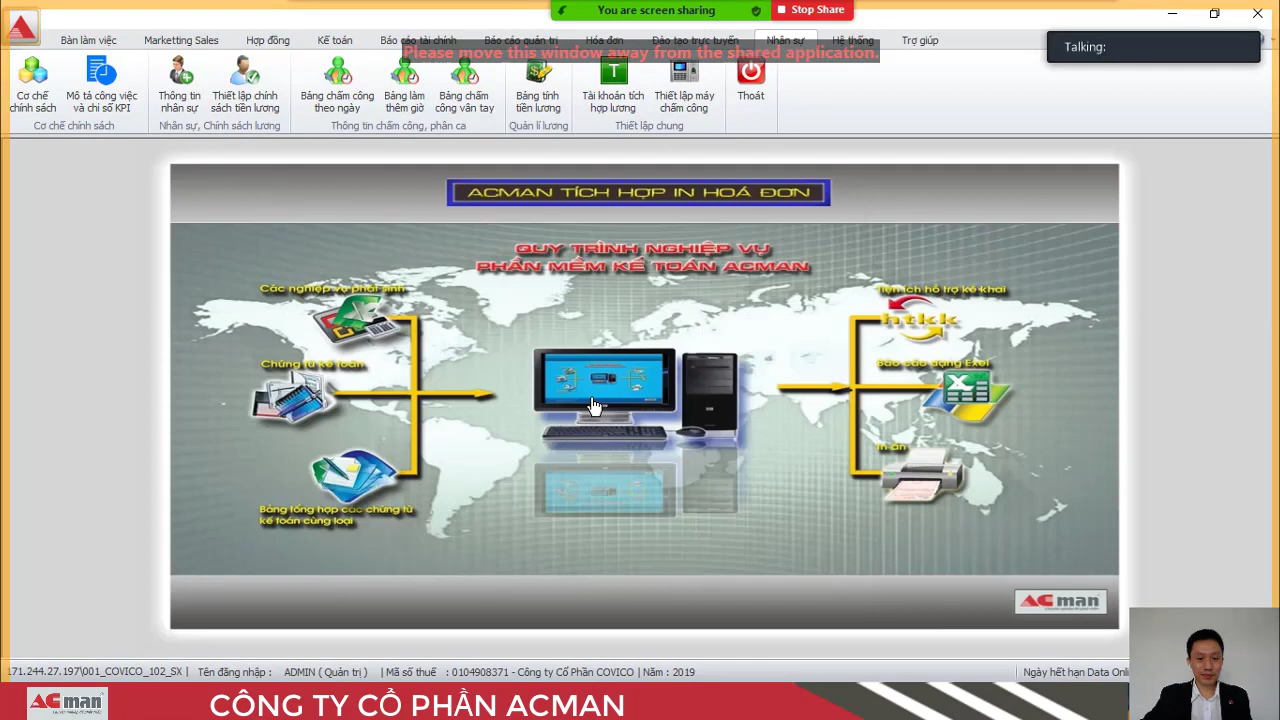 You are screen sharing
Stop Share
Talking:
Bàn làm việc Marketting Sales Hợp đồng Kế toán Báo cáo tài chính Báo cáo quản trị Hóa đơn Đào tạo trực tuyến Nhân sự Hệ thống Trợ giúp
Please move this window away from the shared application.
Cơ chế
chính sách
Mô tả công việc
và chỉ số KPI
Thông tin
nhân sự
Thiết lập chính
sách tiền lương
Bảng chấm công
theo ngày
Bảng làm
thêm giờ
Bảng chấm
công vân tay
Bảng tính
tiền lương
Tài khoản tích
hợp lương
Thiết lập máy
chấm công
Thoát
Cơ chế chính sách
Nhân sự, Chính sách lương
Thông tin chấm công, phân ca
Quản lí lương
Thiết lập chung
ACMAN TÍCH HỢP IN HOÁ ĐƠN
QUY TRÌNH NGHIỆP VỤ
PHẦN MỀM KẾ TOÁN ACMAN
Các nghiệp vụ phát sinh
Tiện ích hỗ trợ kê khai
htkk
Chứng từ kế toán
Báo cáo dạng Excel
In ấn
Bảng tổng hợp các chứng từ
kế toán cùng loại
ACman
171.244.27.197\001_COVICO_102_SX | Tên đăng nhập : ADMIN ( Quản trị ) | Mã số thuế : 0104908371 - Công ty Cổ Phần COVICO | Năm : 2019 Ngày hết hạn Data Onli
ACman
CÔNG TY CỔ PHẦN ACMAN